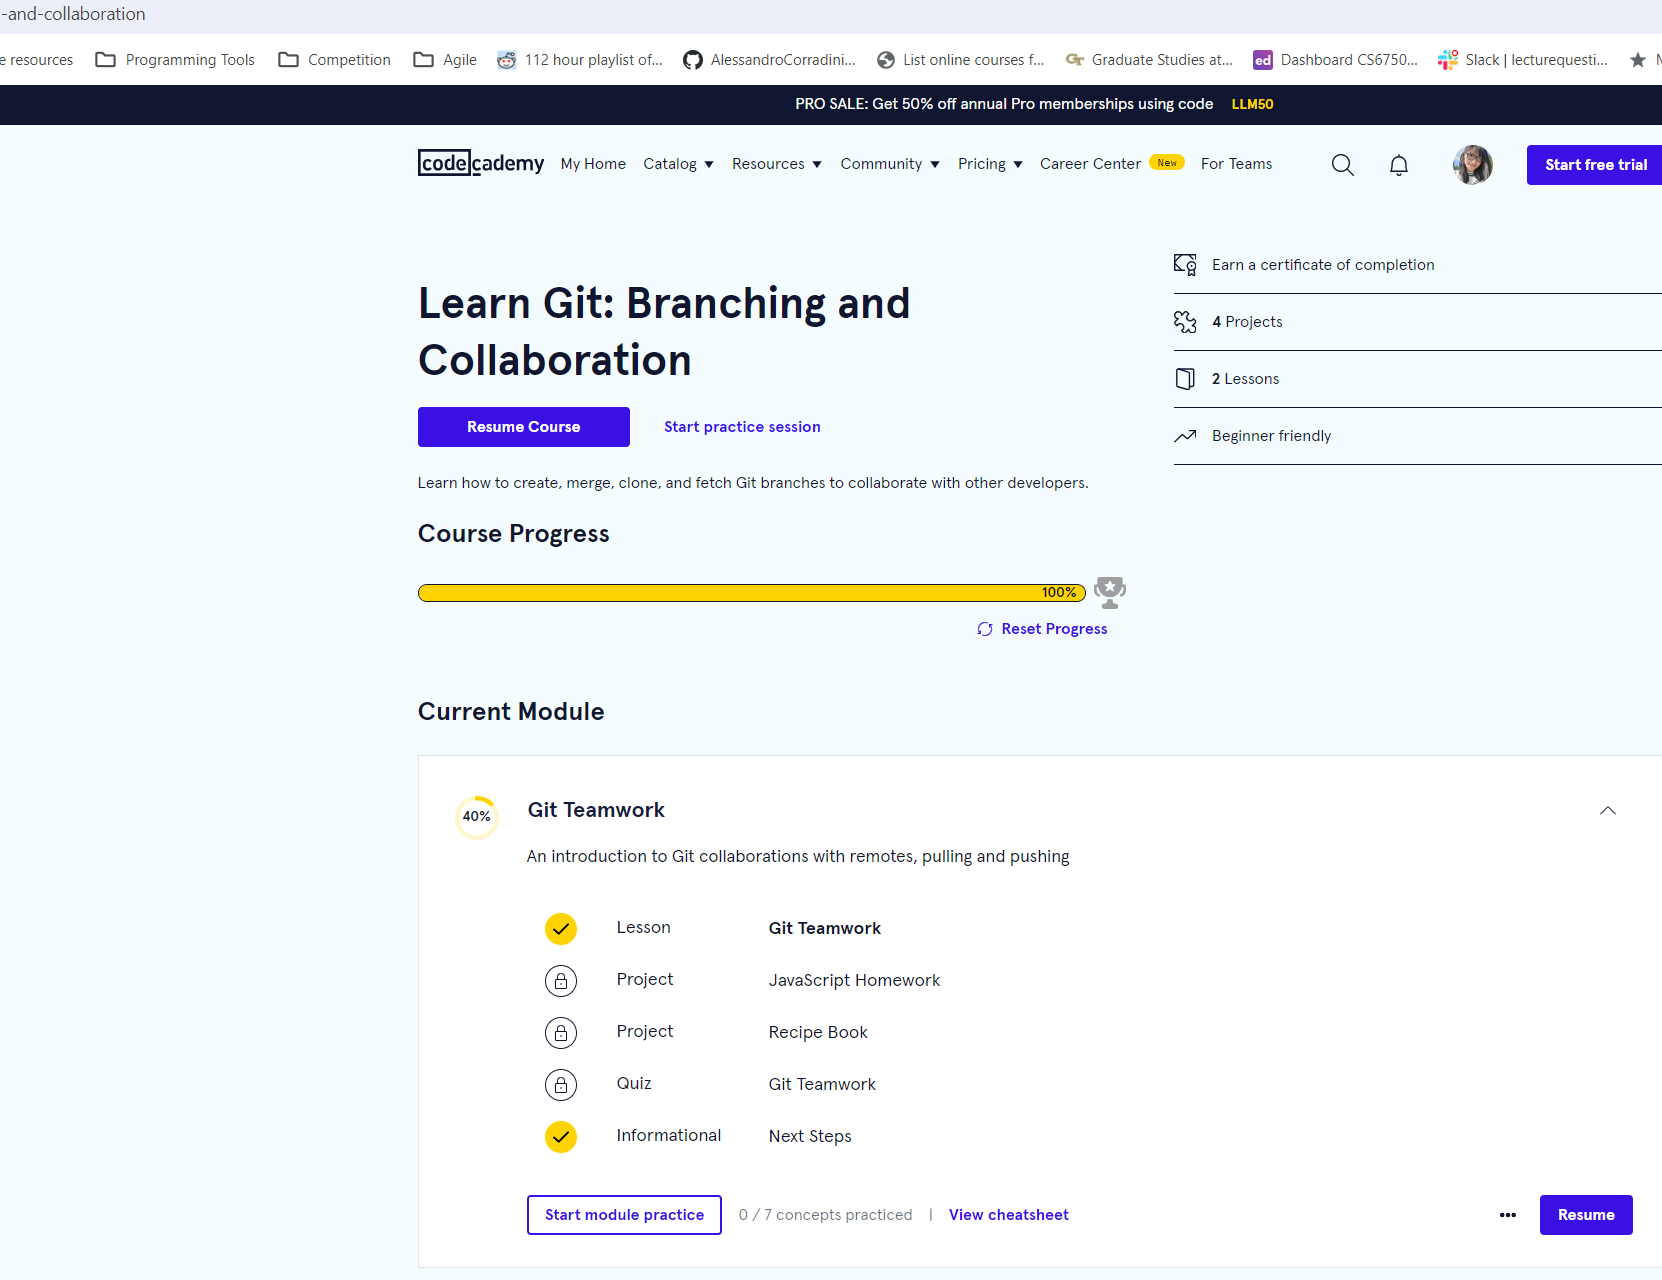 -and-collaboration
e resources Programming Tools Competition Agile 112 hour playlist of... AlessandroCorradini... List online courses f... Graduate Studies at... ed Dashboard CS6750... Slack | lecturequesti... M
PRO SALE: Get 50% off annual Pro memberships using code LLM50
codecademy My Home Catalog Resources Community Pricing Career Center New For Teams Start free trial
Earn a certificate of completion
4 Projects
2 Lessons
Beginner friendly
Learn Git: Branching and
Collaboration
Resume Course Start practice session
Learn how to create, merge, clone, and fetch Git branches to collaborate with other developers.
Course Progress
100%
Reset Progress
Current Module
40% Git Teamwork
An introduction to Git collaborations with remotes, pulling and pushing
Lesson Git Teamwork
Project JavaScript Homework
Project Recipe Book
Quiz Git Teamwork
Informational Next Steps
Start module practice 0 / 7 concepts practiced | View cheatsheet ••• Resume